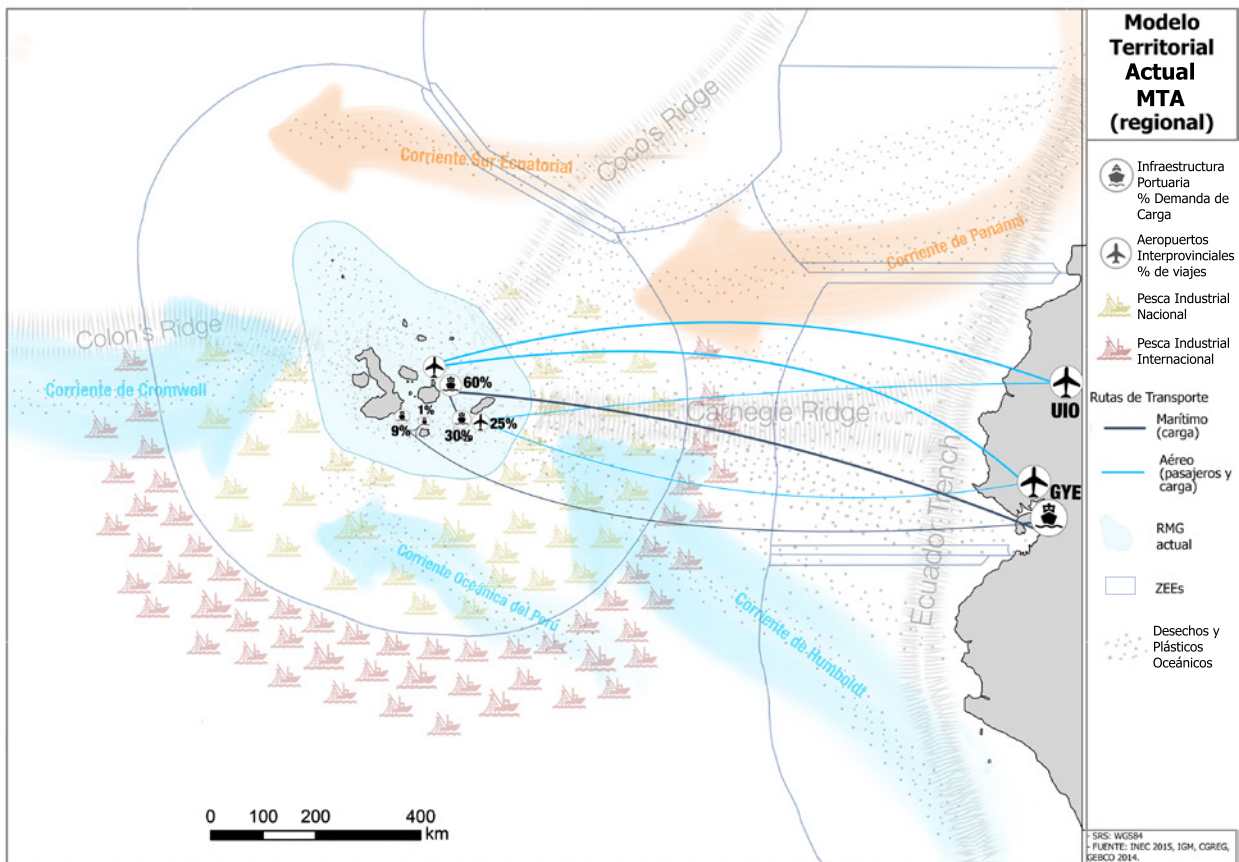 Modelo
Territorial
Actual
MTA
(regional)
Infraestructura
Portuaria
% Demanda de
Carga
Aeropuertos
Interprovinciales
% de viajes
Pesca Industrial
Nacional
Pesca Industrial
Internacional
Rutas de Transporte
Marítimo
(carga)
Aéreo
(pasajeros y
carga)
RMG
actual
ZEEs
Desechos y
Plásticos
Oceánicos
- SRS: WGS84
- FUENTE: INEC 2015, IGM, CGREG,
GEBCO 2014.
Corriente Sur Ecuatorial
Coco's Ridge
Corriente de Panamá
Colon's Ridge
Corriente de Cromwell
60%
1%
9%
30%
25%
Carnegie Ridge
UIO
GYE
Ecuador Trench
Corriente Oceánica del Perú
Corriente de Humboldt
0 100 200 400
km